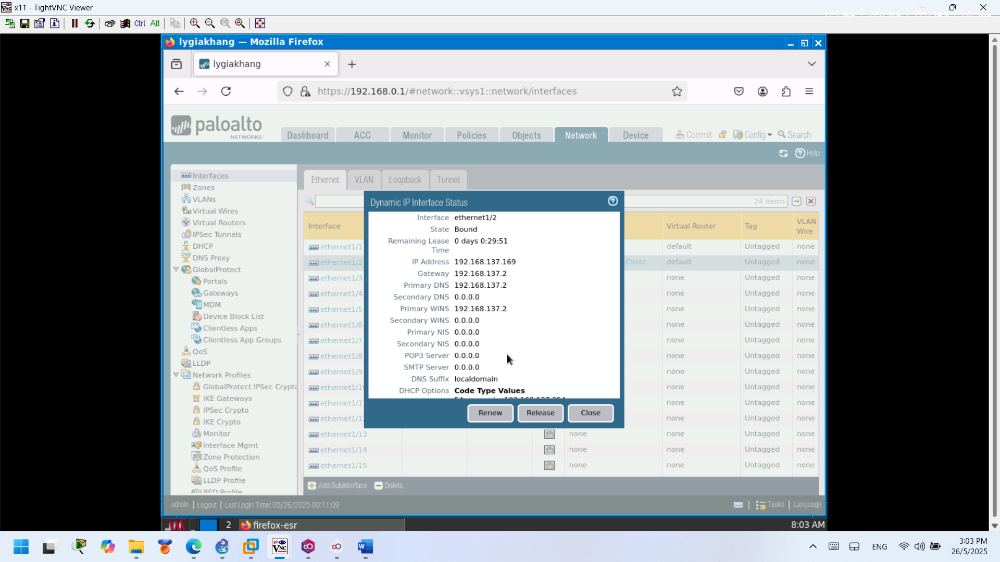 x11 - TightVNC Viewer
Ctrl Alt
lygiakhang — Mozilla Firefox
lygiakhang
https://192.168.0.1/#network::vsys1::network/interfaces
paloalto
NETWORKS
Dashboard ACC Monitor Policies Objects Network Device Commit Config Search
Help
Interfaces
Zones
VLANs
Virtual Wires
Virtual Routers
IPSec Tunnels
DHCP
DNS Proxy
GlobalProtect
Portals
Gateways
MDM
Device Block List
Clientless Apps
Clientless App Groups
QoS
LLDP
Network Profiles
GlobalProtect IPSec Crypto
IKE Gateways
IPSec Crypto
IKE Crypto
Monitor
Interface Mgmt
Zone Protection
QoS Profile
LLDP Profile
BFD Profile
Ethernet VLAN Loopback Tunnel
24 items
Interface Virtual Router Tag VLAN Wire
ethernet1/1 default Untagged none
ethernet1/2 Client default Untagged none
ethernet1/3 none Untagged none
ethernet1/4 none Untagged none
ethernet1/5 none Untagged none
ethernet1/6 none Untagged none
ethernet1/7 none Untagged none
ethernet1/8 none Untagged none
ethernet1/9 none Untagged none
ethernet1/10 none Untagged none
ethernet1/1 none Untagged none
ethernet1/12 none Untagged none
ethernet1/13 none none Untagged none
ethernet1/14 none none Untagged none
ethernet1/15 none none Untagged none
Add Subinterface Delete
Dynamic IP Interface Status
Interface ethernet1/2
State Bound
Remaining Lease Time 0 days 0:29:51
IP Address 192.168.137.169
Gateway 192.168.137.2
Primary DNS 192.168.137.2
Secondary DNS 0.0.0.0
Primary WINS 192.168.137.2
Secondary WINS 0.0.0.0
Primary NIS 0.0.0.0
Secondary NIS 0.0.0.0
POP3 Server 0.0.0.0
SMTP Server 0.0.0.0
DNS Suffix localdomain
DHCP Options Code Type Values
Renew Release Close
admin | Logout | Last Login Time: 05/26/2025 00:11:09
Tasks | Language
2 firefox-esr 8:03 AM
ENG
3:03 PM
26/5/2025